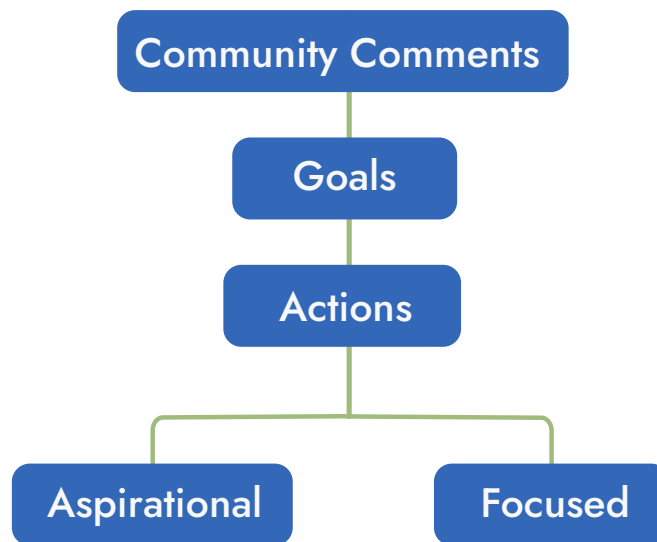 Community Comments
Goals
Actions
Aspirational
Focused